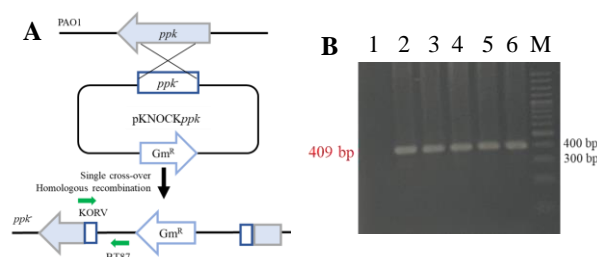 A
PAO1
ppk
ppk-
pKNOCKppk
GmR
Single cross-over
Homologous recombination
ppk-
KORV
GmR
BT87
B
1 2 3 4 5 6 M
409 bp
400 bp
300 bp